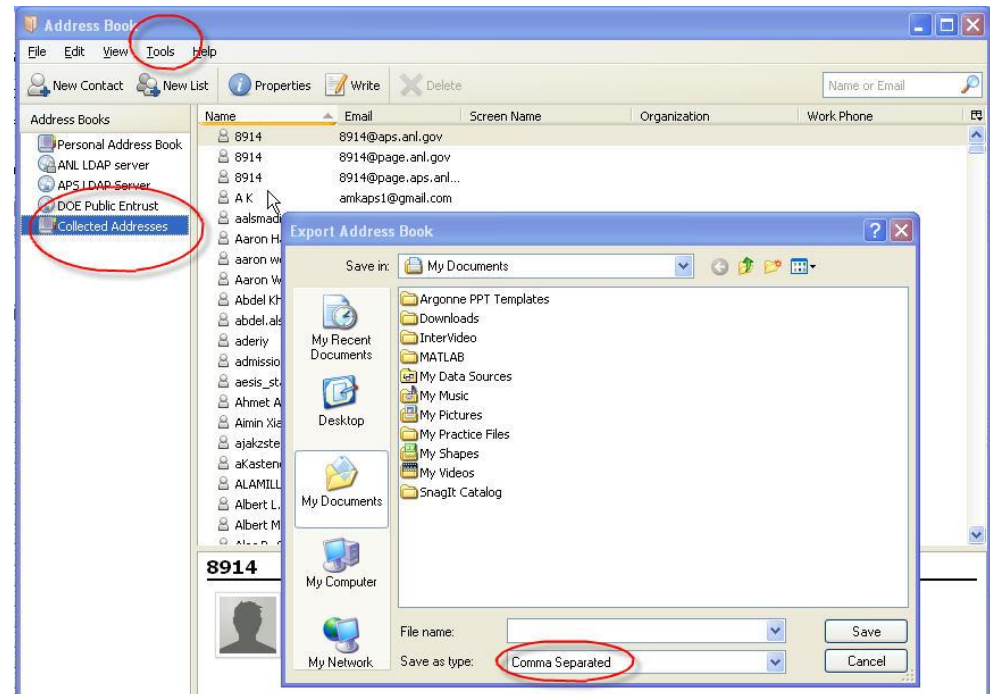 Address Book
File Edit View Tools Help
New Contact New List Properties Write Delete Name or Email
Address Books
Personal Address Book
ANL LDAP server
APS LDAP Server
DOE Public Entrust
Collected Addresses
Name Email Screen Name Organization Work Phone
8914 8914@aps.anl.gov
8914 8914@page.anl.gov
8914 8914@page.aps.anl...
A K amkaps1@gmail.com
aalsmadi
Aaron
aaron
Aaron
Abdel
abdel.als
aderiy
admissio
aesis_st
Ahmet A
Aimin Xia
ajakzste
aKasten
ALAMILL
Albert L.
Albert M
8914
Export Address Book
Save in: My Documents
My Recent Documents
Desktop
My Documents
My Computer
My Network
Argonne PPT Templates
Downloads
InterVideo
MATLAB
My Data Sources
My Music
My Pictures
My Practice Files
My Shapes
My Videos
SnagIt Catalog
File name: Save
Save as type: Comma Separated Cancel